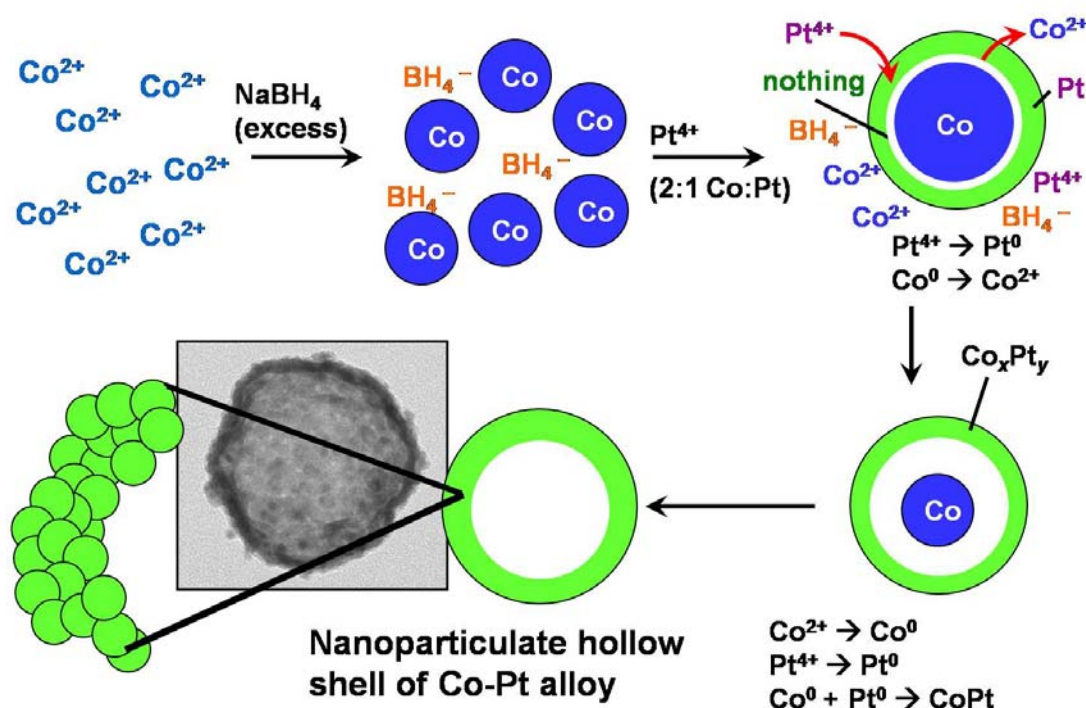 Co²⁺
Co²⁺
Co²⁺
Co²⁺
Co²⁺
Co²⁺
Co²⁺
Co²⁺
NaBH₄
(excess)
BH₄⁻
BH₄⁻
BH₄⁻
Co
Co
Co
Co
Co
Co
Pt⁴⁺
(2:1 Co:Pt)
Pt⁴⁺
Co²⁺
nothing
Pt
BH₄⁻
Co
Co²⁺
Pt⁴⁺
Co²⁺
BH₄⁻
Pt⁴⁺ → Pt⁰
Co⁰ → Co²⁺
CoₓPtᵧ
Co
Co²⁺ → Co⁰
Pt⁴⁺ → Pt⁰
Co⁰ + Pt⁰ → CoPt
Nanoparticulate hollow
shell of Co-Pt alloy